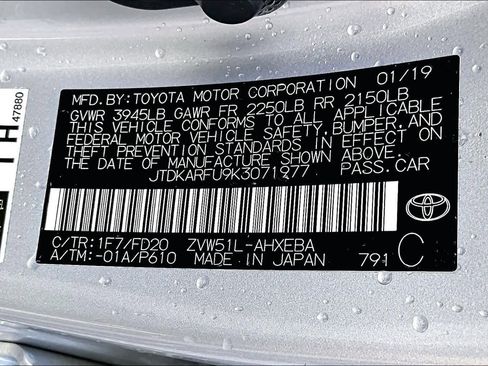 MFD. BY: TOYOTA MOTOR CORPORATION 01/19
GVWR 3945LB GAWR FR 2250LB RR 2150LB
THIS VEHICLE CONFORMS TO ALL APPLICABLE
FEDERAL MOTOR VEHICLE SAFETY, BUMPER, AND
THEFT PREVENTION STANDARDS IN EFFECT ON
THE DATE OF MANUFACTURE SHOWN ABOVE.
JTDKARFU9K3071977 PASS. CAR
C/TR: 1F7/FD20 ZVW51L-AHXEBA
A/TM: -01A/P610 MADE IN JAPAN 791 C
TOYOTA
47880